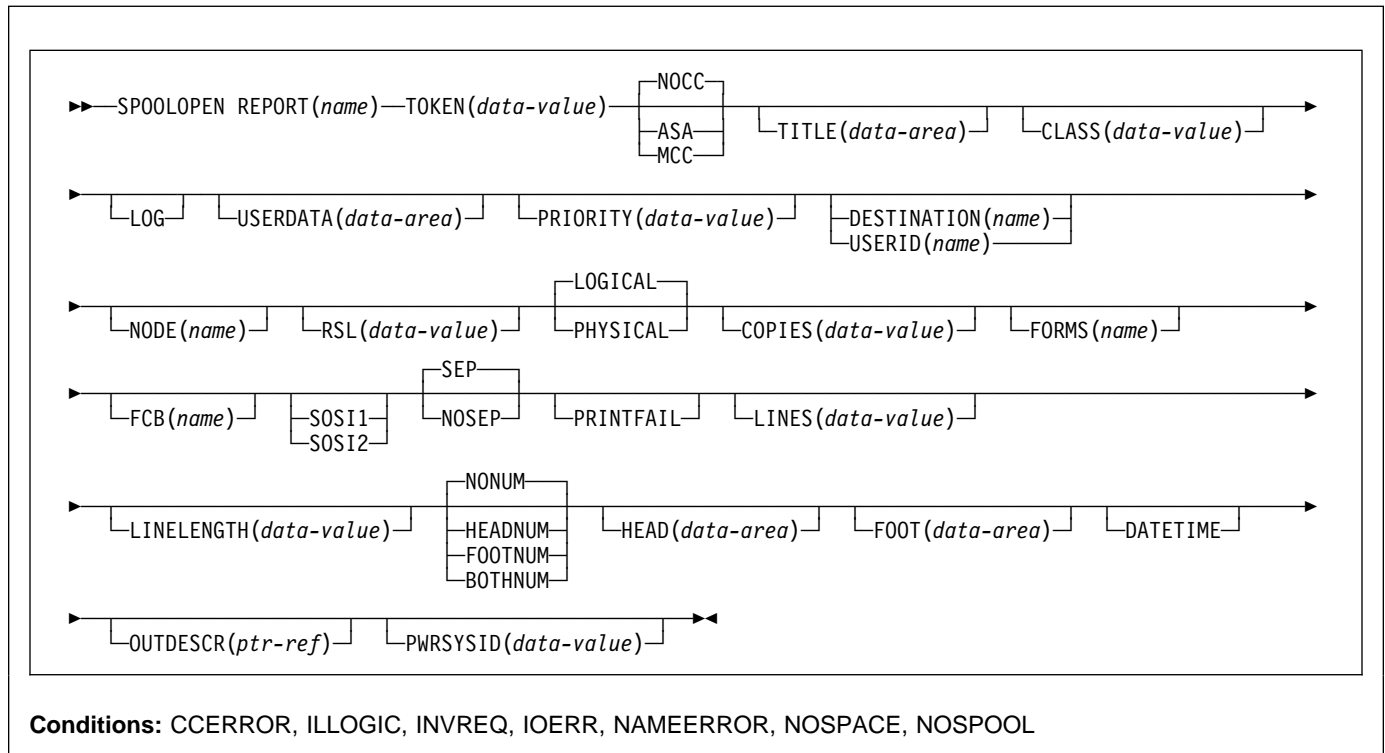 NOCC
SPOOLOPEN REPORT(name) TOKEN(data-value)
ASA TITLE(data-area) CLASS(data-value)
MCC
LOG USERDATA(data-area) PRIORITY(data-value) DESTINATION(name)
USERID(name)
LOGICAL
NODE(name) RSL(data-value) PHYSICAL COPIES(data-value) FORMS(name)
SEP
FCB(name) SOSI1 NOSEP PRINTFAIL LINES(data-value)
SOSI2
NONUM
LINELENGTH(data-value) HEADNUM HEAD(data-area) FOOT(data-area) DATETIME
FOOTNUM
BOTHNUM
OUTDESCR(ptr-ref) PWRSYSID(data-value)
Conditions: CCERROR, ILLOGIC, INVREQ, IOERR, NAMEERROR, NOSPACE, NOSPOOL